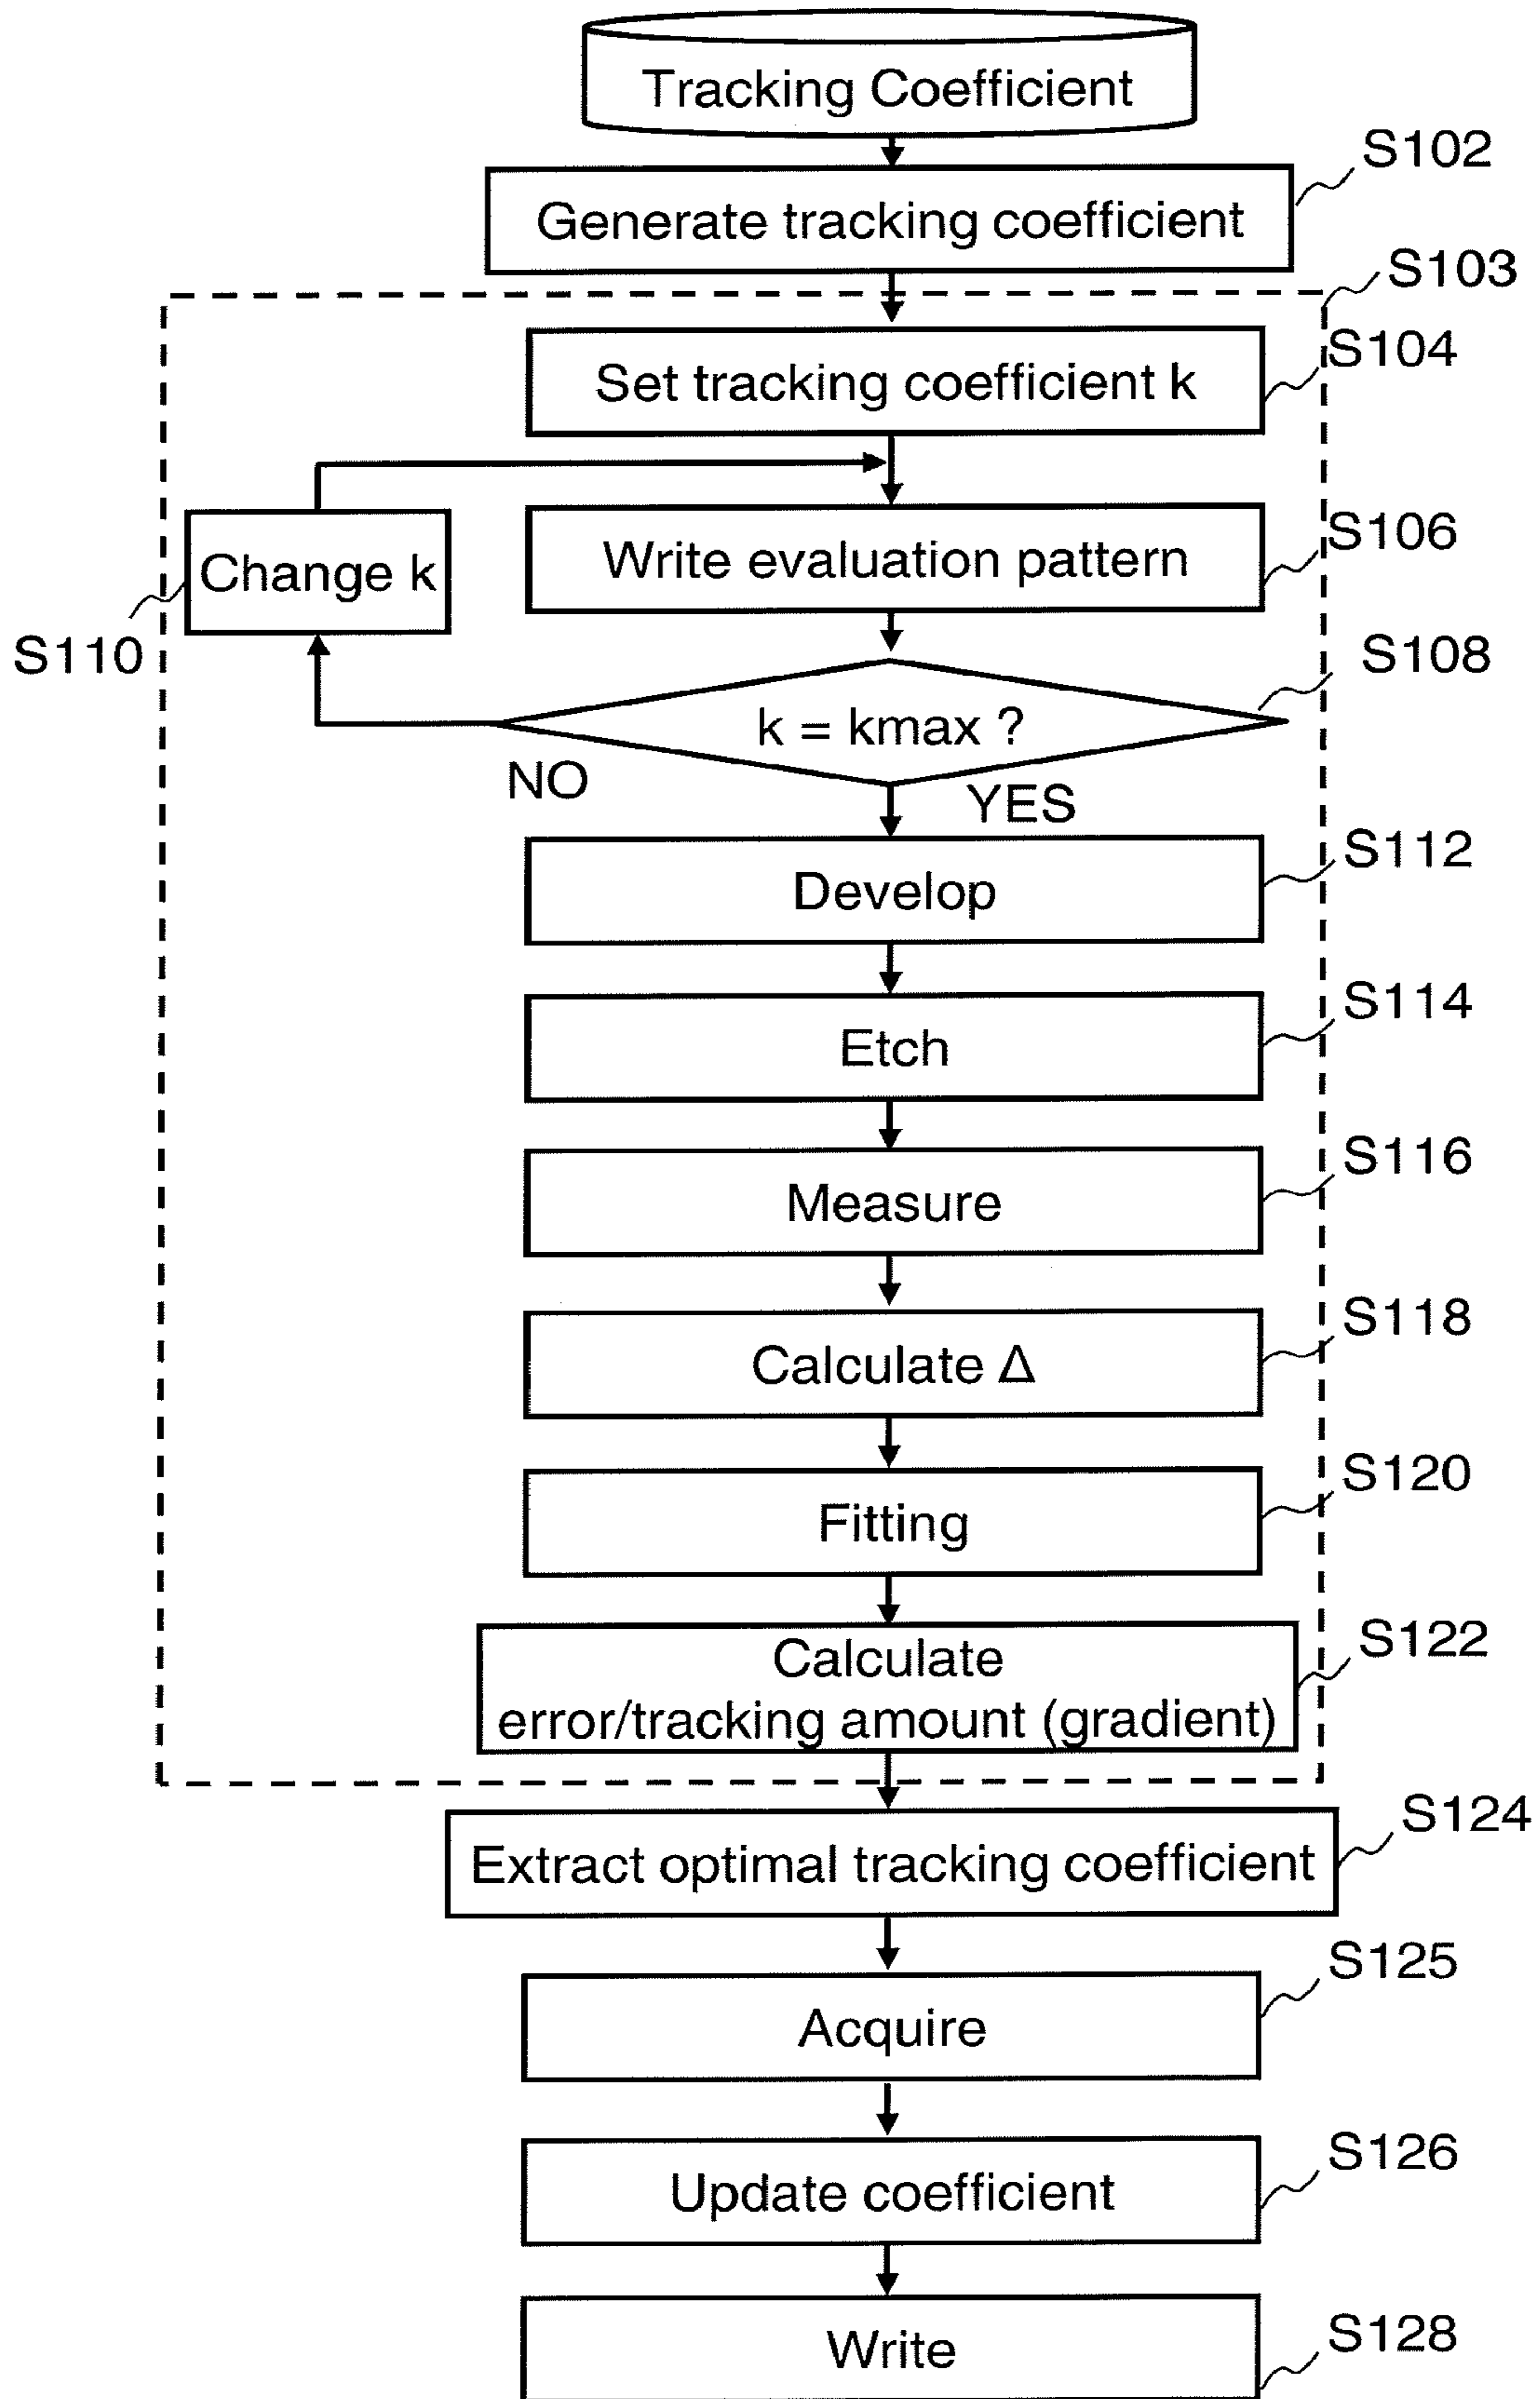 Tracking Coefficient
S102
Generate tracking coefficient
S103
S104
Set tracking coefficient k
S106
Write evaluation pattern
Change k
S110
S108
k = kmax ?
NO
YES
S112
Develop
S114
Etch
S116
Measure
S118
Calculate Δ
S120
Fitting
S122
Calculate
error/tracking amount (gradient)
S124
Extract optimal tracking coefficient
S125
Acquire
S126
Update coefficient
S128
Write